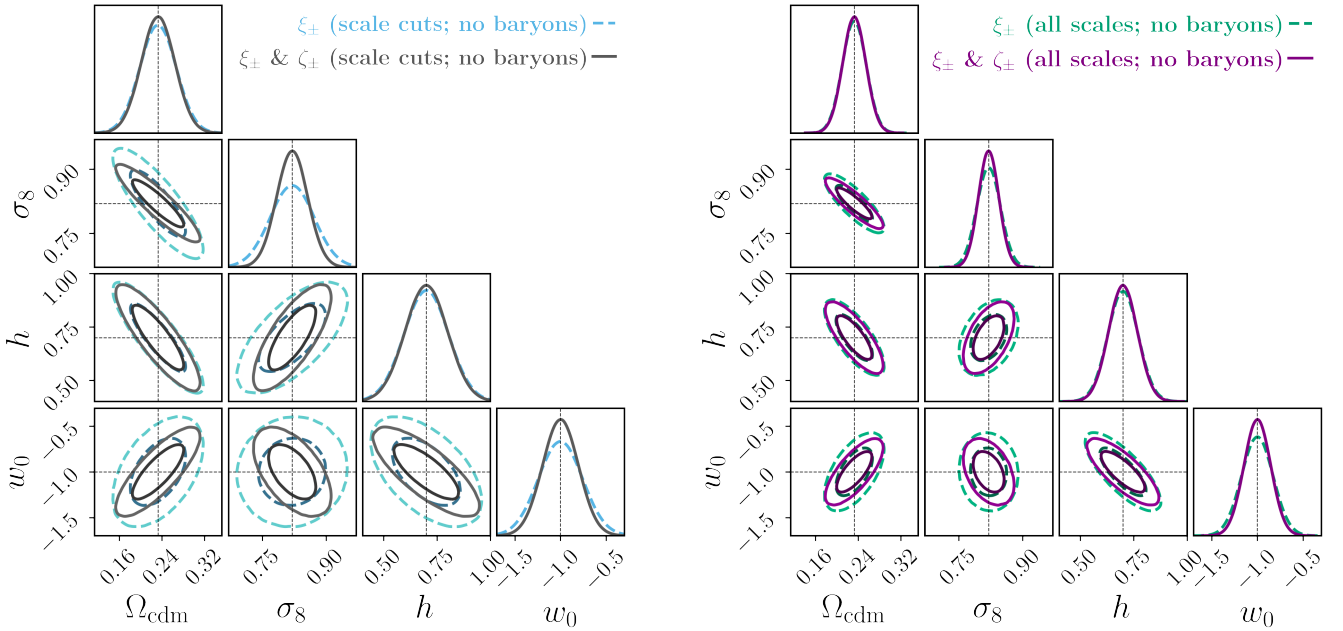 ξ± (scale cuts; no baryons)
ξ± & ζ± (scale cuts; no baryons)
σ8
0.90
0.75
h
1.00
0.75
0.50
w0
−0.5
−1.0
−1.5
0.16
0.24
0.32
0.75
0.90
0.50
0.75
1.00
−1.5
−1.0
−0.5
Ωcdm
σ8
h
w0
ξ± (all scales; no baryons)
ξ± & ζ± (all scales; no baryons)
σ8
0.90
0.75
h
1.00
0.75
0.50
w0
−0.5
−1.0
−1.5
0.16
0.24
0.32
0.75
0.90
0.50
0.75
1.00
−1.5
−1.0
−0.5
Ωcdm
σ8
h
w0